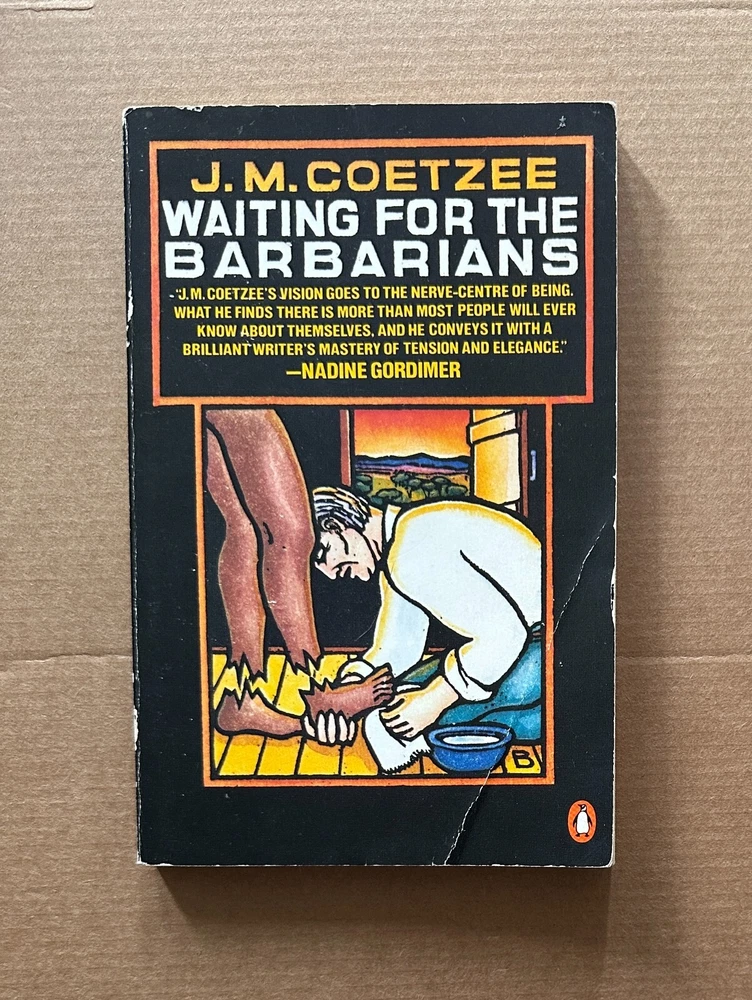 J. M. COETZEE
WAITING FOR THE
BARBARIANS
"J. M. COETZEE'S VISION GOES TO THE NERVE-CENTRE OF BEING.
WHAT HE FINDS THERE IS MORE THAN MOST PEOPLE WILL EVER
KNOW ABOUT THEMSELVES, AND HE CONVEYS IT WITH A
BRILLIANT WRITER'S MASTERY OF TENSION AND ELEGANCE."
—NADINE GORDIMER
B